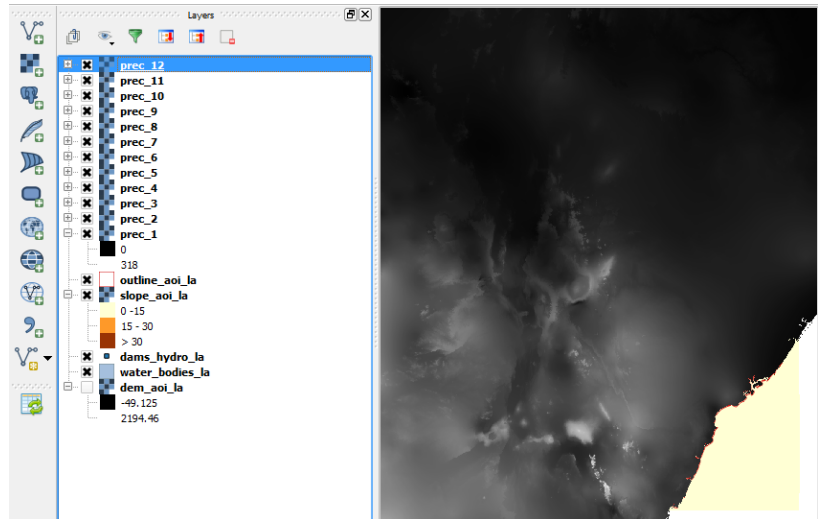 Layers
prec_12
prec_11
prec_10
prec_9
prec_8
prec_7
prec_6
prec_5
prec_4
prec_3
prec_2
prec_1
0
318
outline_aoi_la
slope_aoi_la
0 -15
15 - 30
> 30
dams_hydro_la
water_bodies_la
dem_aoi_la
-49.125
2194.46